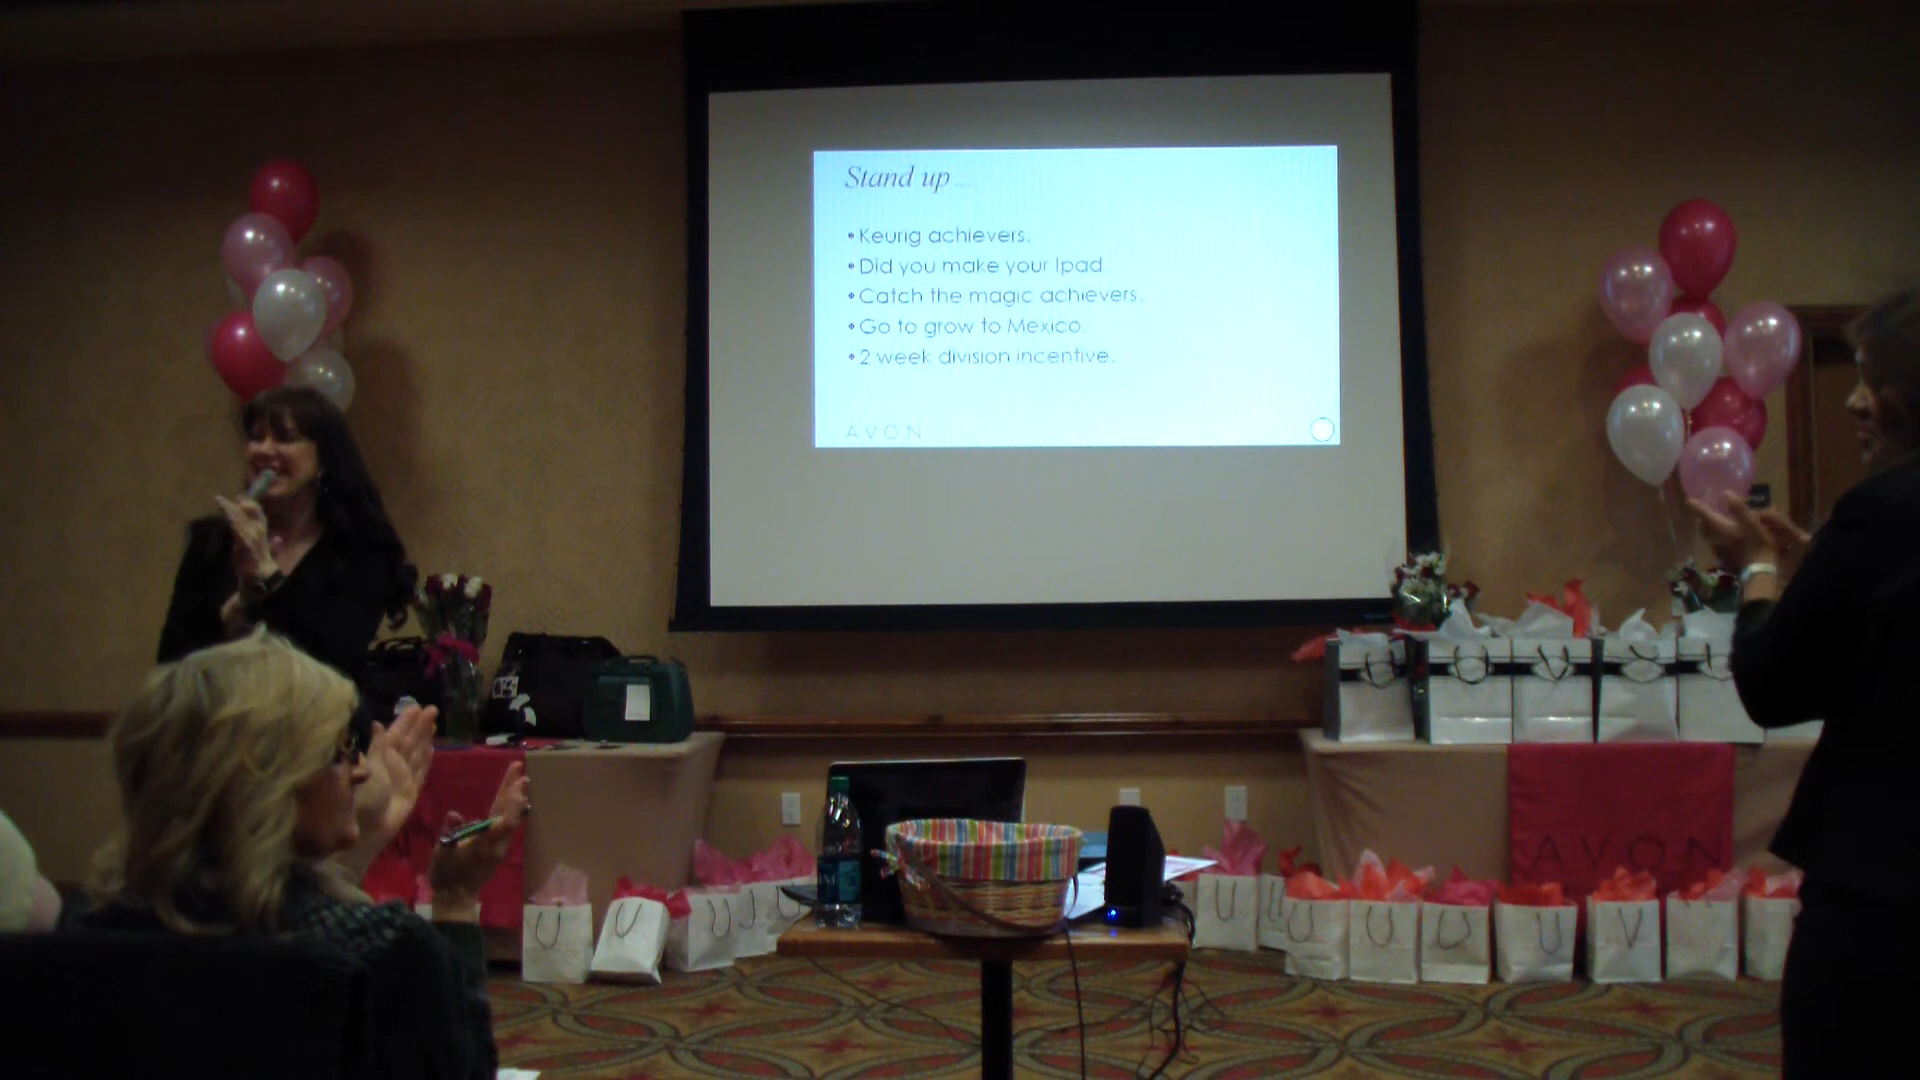 Stand up...
• Keurig achievers.
• Did you make your Ipad
• Catch the magic achievers.
• Go to grow to Mexico.
• 2 week division incentive.
AVON
AVON